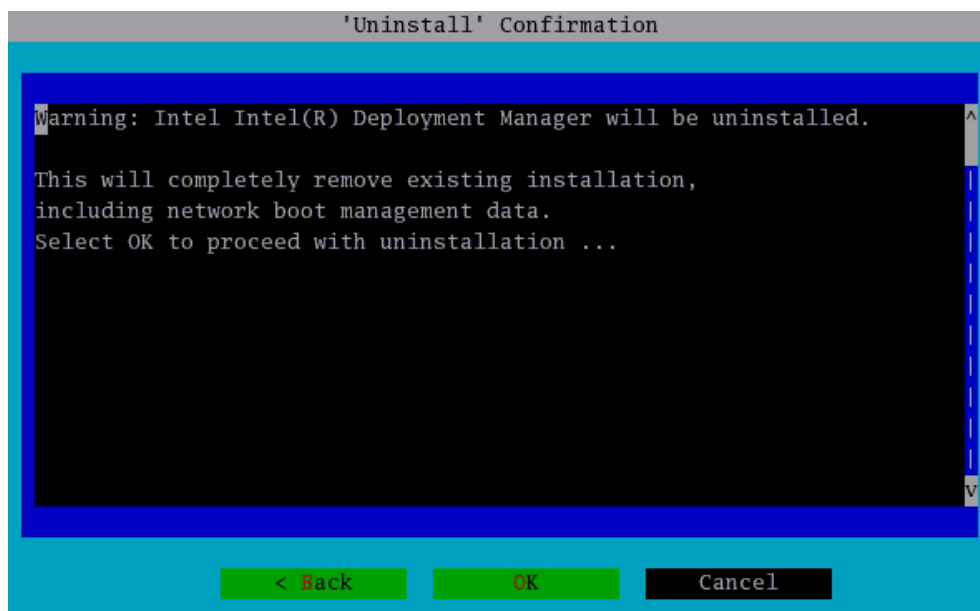 'Uninstall' Confirmation
Warning: Intel Intel(R) Deployment Manager will be uninstalled.
This will completely remove existing installation,
including network boot management data.
Select OK to proceed with uninstallation ...
< Back OK Cancel